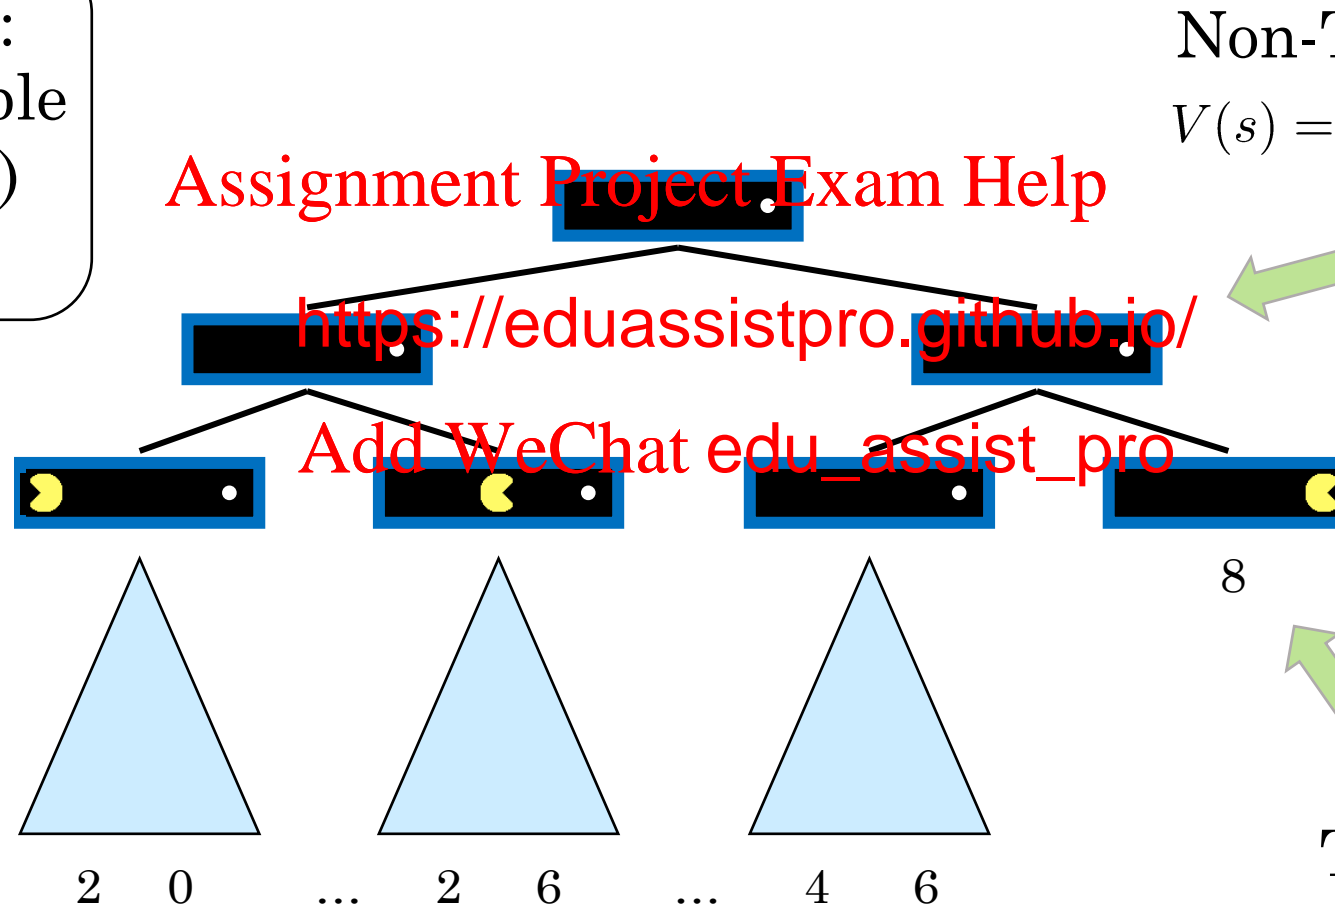 :
ple
)
Non-T
V(s) =
Assignment Project Exam Help
https://eduassistpro.github.io/
Add WeChat edu_assist_pro
8
2 0 ... 2 6 ... 4 6